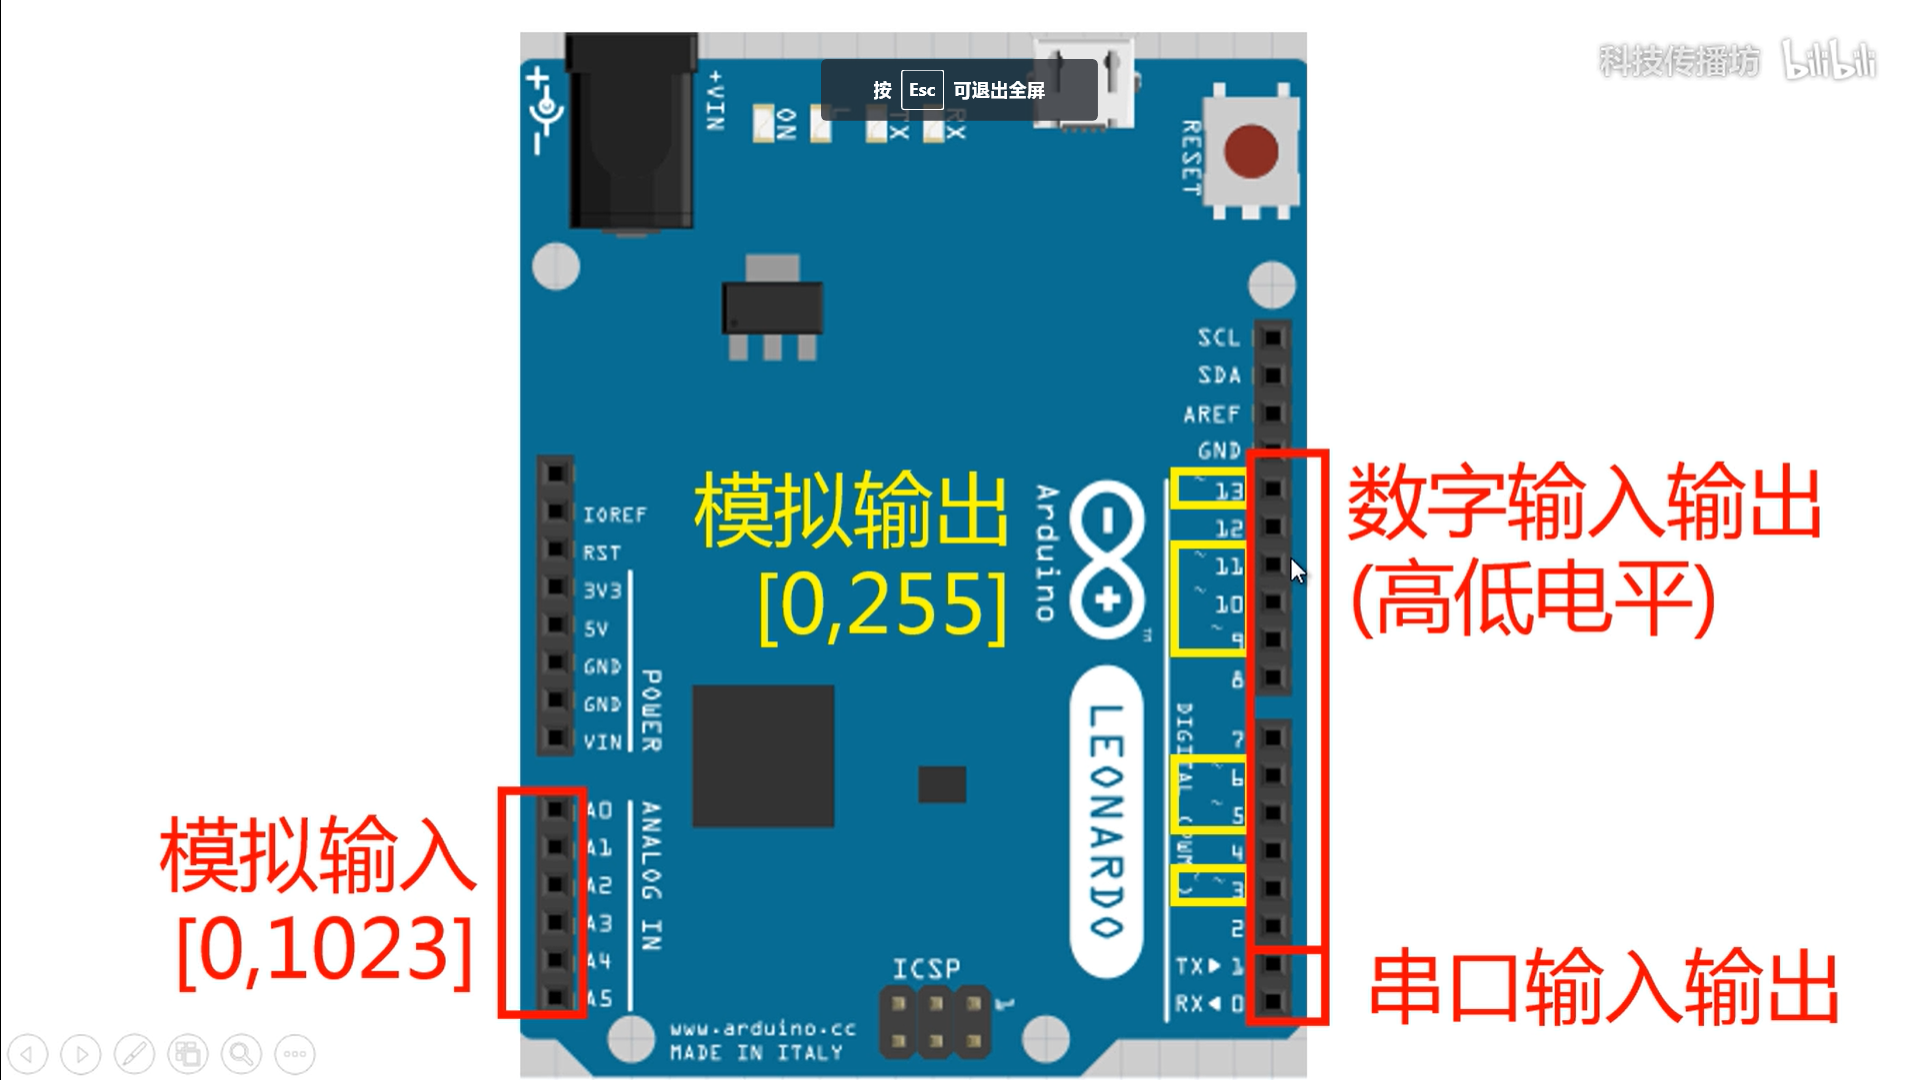 科技传播坊 bilibili
按 Esc 可退出全屏
+VIN
ON
TX
RX
RESET
SCL
SDA
AREF
GND
~ 13
12
~ 11
~ 10
~ 9
8
7
~ 6
~ 5
4
~ 3
2
TX▶ 1
RX◀ 0
IOREF
RST
3V3
5V
GND
GND
VIN
POWER
A0
A1
A2
A3
A4
A5
ANALOG IN
模拟输出
[0,255]
Arduino
TM
LEONARDO
数字输入输出
(高低电平)
模拟输入
[0,1023]
串口输入输出
ICSP
1
www.arduino.cc
MADE IN ITALY